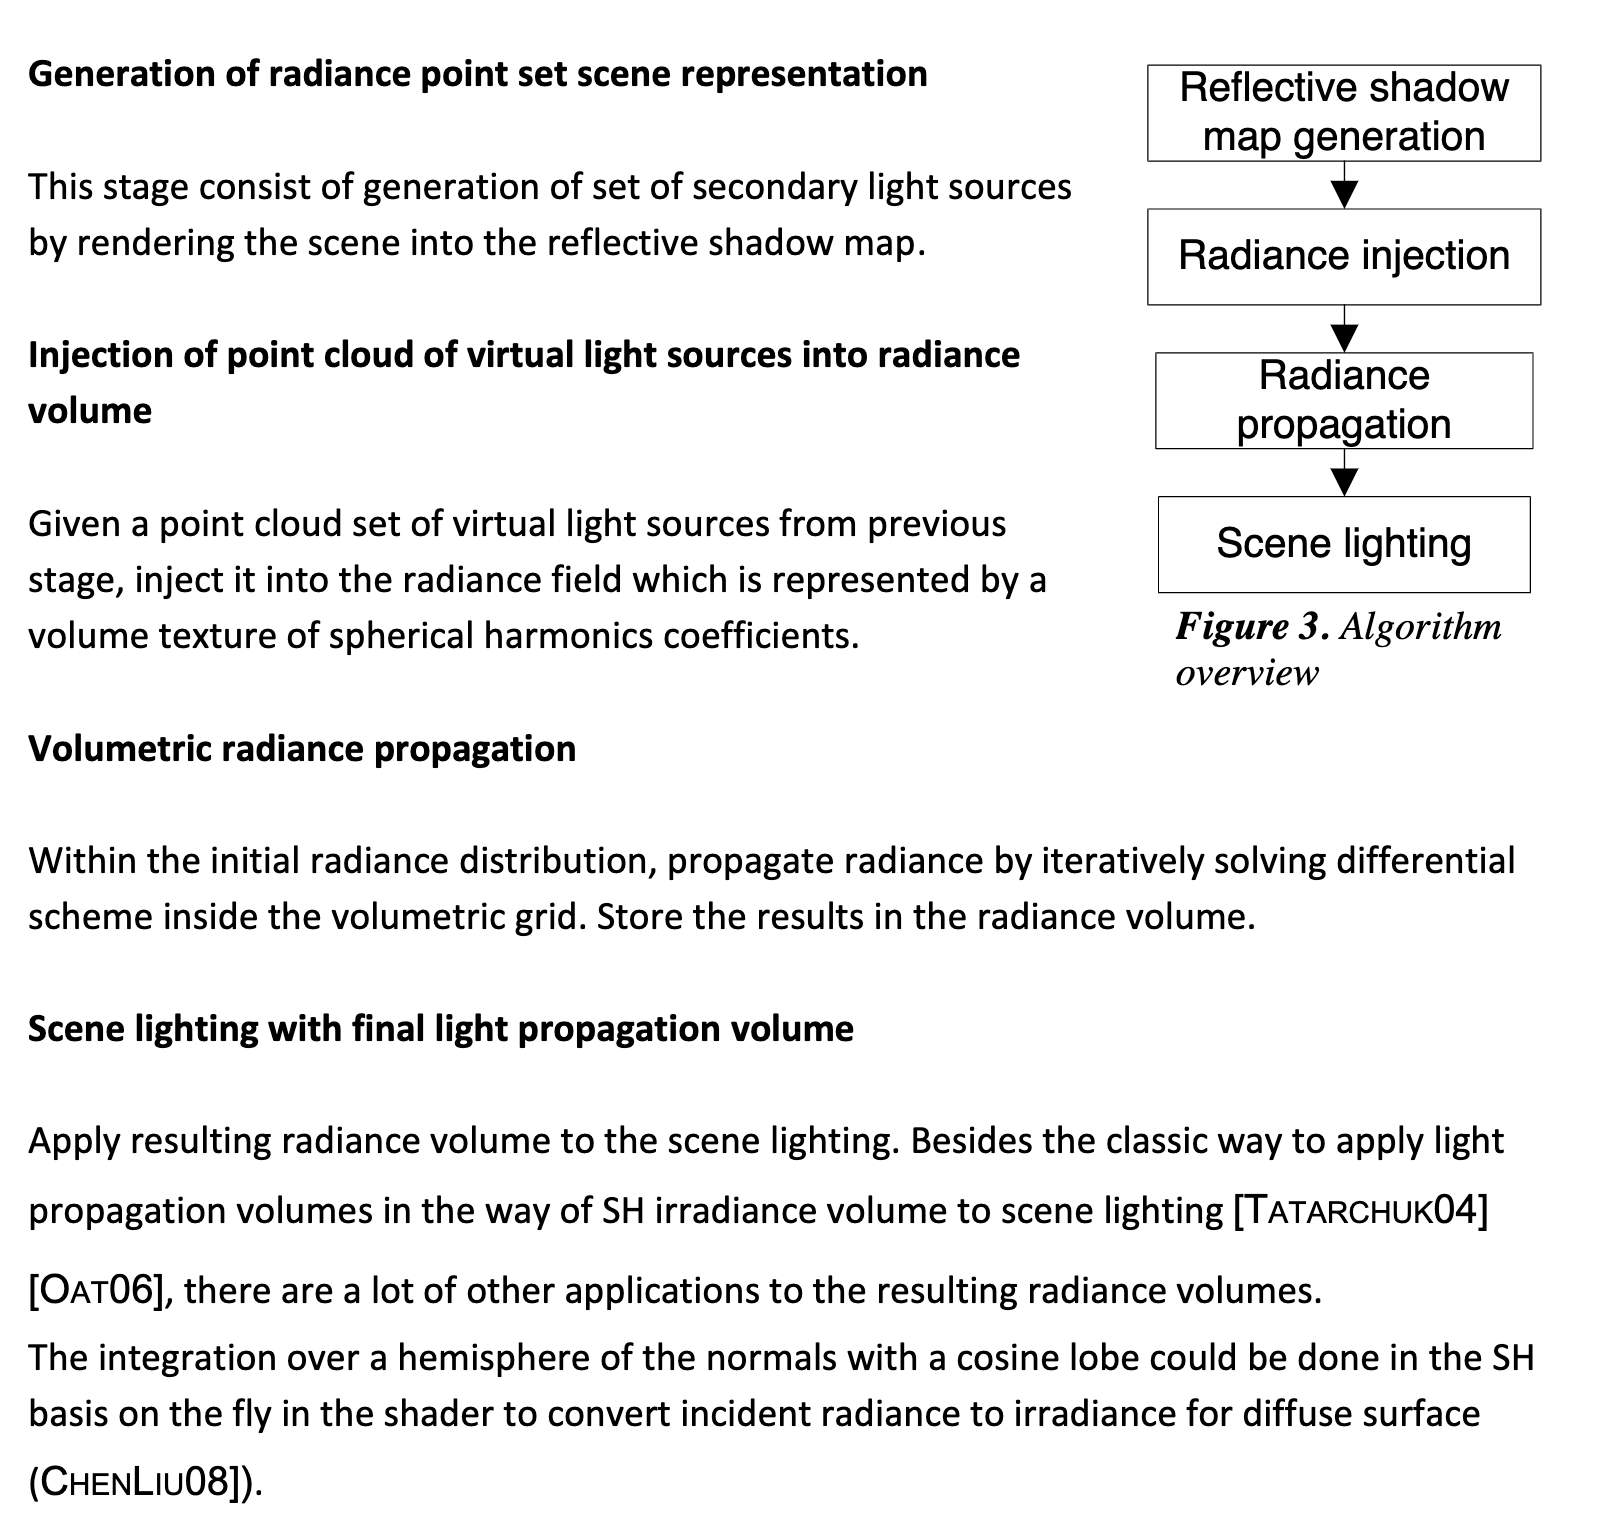 Generation of radiance point set scene representation
This stage consist of generation of set of secondary light sources
by rendering the scene into the reflective shadow map.
Injection of point cloud of virtual light sources into radiance
volume
Given a point cloud set of virtual light sources from previous
stage, inject it into the radiance field which is represented by a
volume texture of spherical harmonics coefficients.
Reflective shadow
map generation
Radiance injection
Radiance
propagation
Scene lighting
Figure 3. Algorithm
overview
Volumetric radiance propagation
Within the initial radiance distribution, propagate radiance by iteratively solving differential
scheme inside the volumetric grid. Store the results in the radiance volume.
Scene lighting with final light propagation volume
Apply resulting radiance volume to the scene lighting. Besides the classic way to apply light
propagation volumes in the way of SH irradiance volume to scene lighting [TATARCHUK04]
[OAT06], there are a lot of other applications to the resulting radiance volumes.
The integration over a hemisphere of the normals with a cosine lobe could be done in the SH
basis on the fly in the shader to convert incident radiance to irradiance for diffuse surface
(CHENLIU08]).